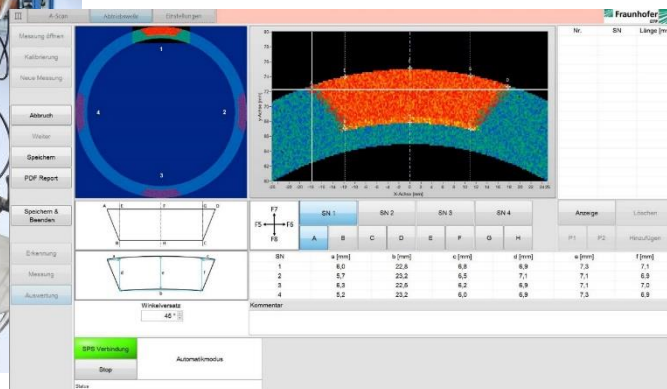 A-Scan Abtriebswelle Einstellungen
Fraunhofer
Messung öffnen
Kalibrierung
Neue Messung
Abbruch
Weiter
Speichern
PDF Report
Speichern &
Beenden
Erkennung
Messung
Auswertung
1
2
3
4
X-Achse [mm]
Nr. SN Länge [mm
F7
F5 F6
F8
SN 1 SN 2 SN 3 SN 4
A B C D E F G H
Anzeige Löschen
P1 P2 Hinzufügen
SN a [mm] b [mm] c [mm] d [mm] e [mm] f [mm]
1 6,0 22,6 6,8 6,9 7,3 7,1
2 5,7 23,2 6,5 7,1 7,1 6,9
3 6,3 22,6 6,2 6,9 7,1 7,0
4 5,2 23,2 6,0 6,9 7,3 6,9
Winkelversatz
45 °
Kommentar
SPS Verbindung
Automatikmodus
Stop
Status